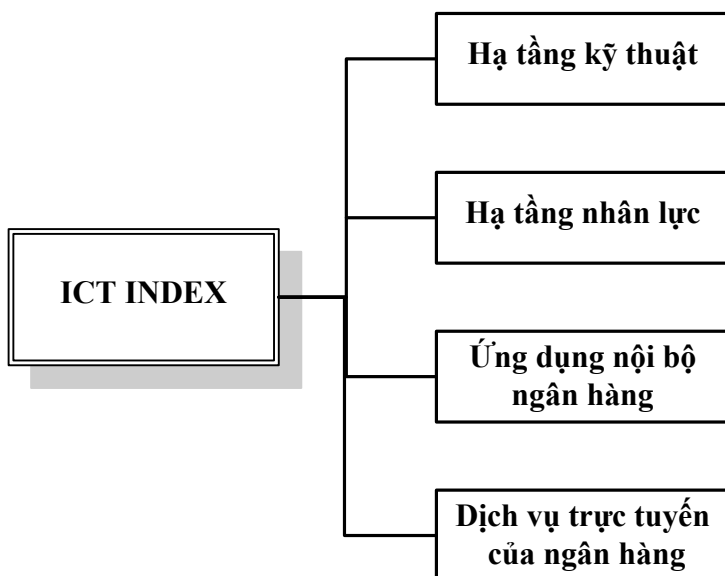 Hạ tầng kỹ thuật
Hạ tầng nhân lực
ICT INDEX
Ứng dụng nội bộ
ngân hàng
Dịch vụ trực tuyến
của ngân hàng